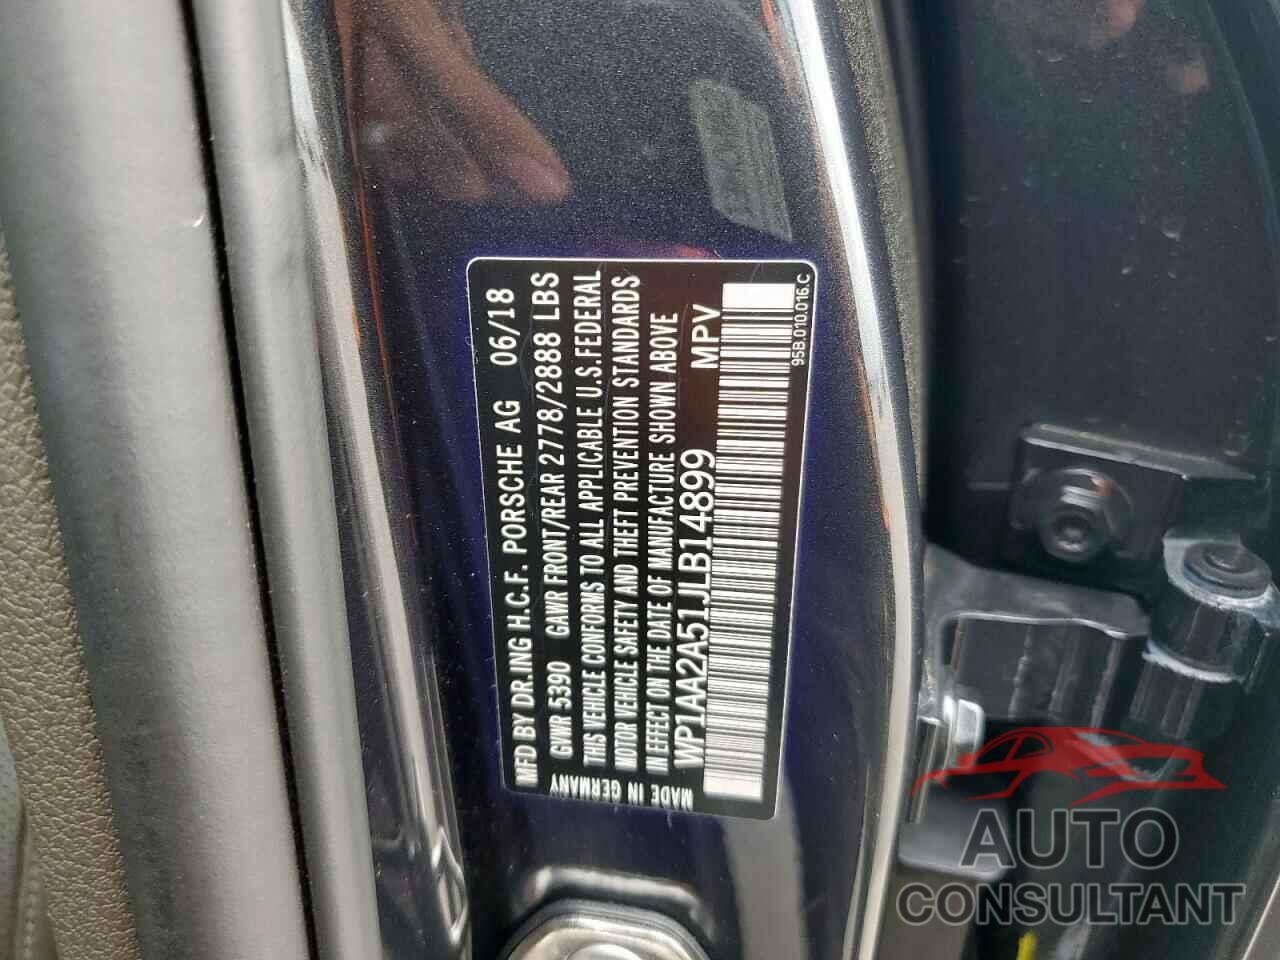 MFD BY DR.ING H.C.F. PORSCHE AG 06/18
GVWR 5390 GAWR FRONT/REAR 2778/2888 LBS
THIS VEHICLE CONFORMS TO ALL APPLICABLE U.S.FEDERAL
MOTOR VEHICLE SAFETY AND THEFT PREVENTION STANDARDS
IN EFFECT ON THE DATE OF MANUFACTURE SHOWN ABOVE
WP1AA2A51JLB14899 MPV
MADE IN GERMANY
95B.010.016.C
AUTO
CONSULTANT